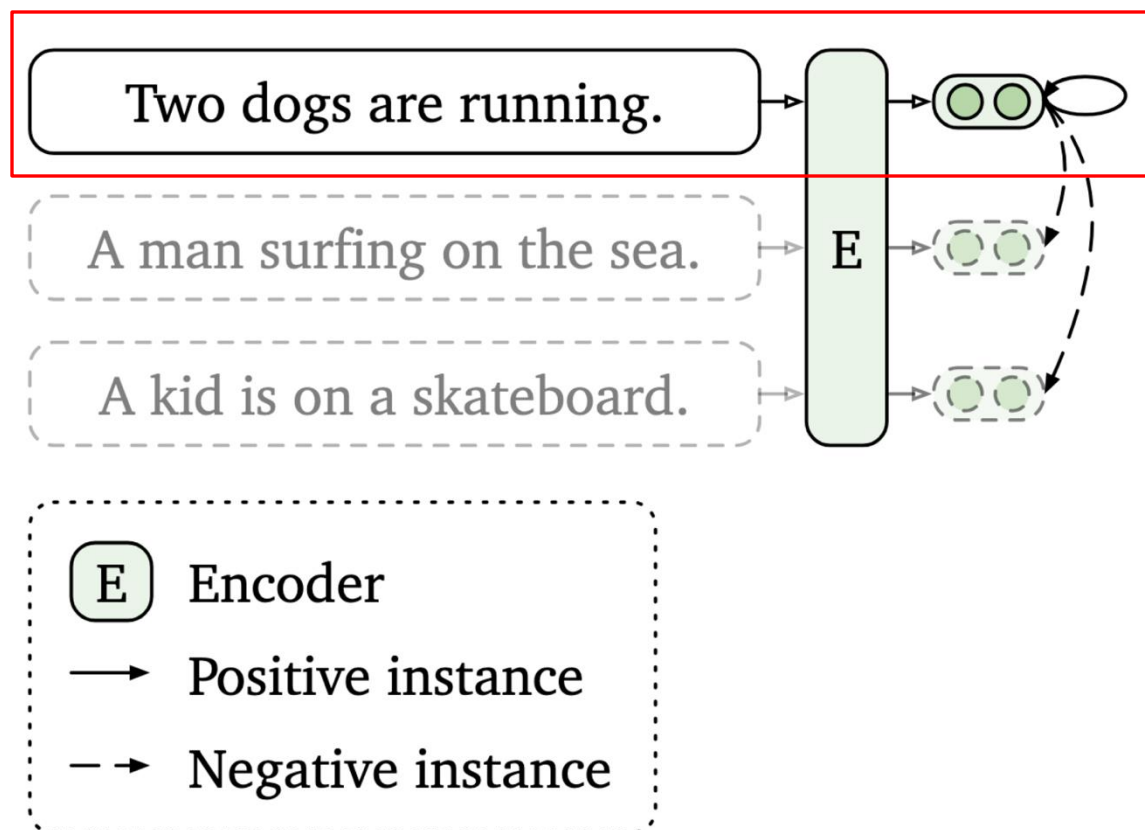 Two dogs are running.
A man surfing on the sea.
E
A kid is on a skateboard.
E Encoder
Positive instance
Negative instance